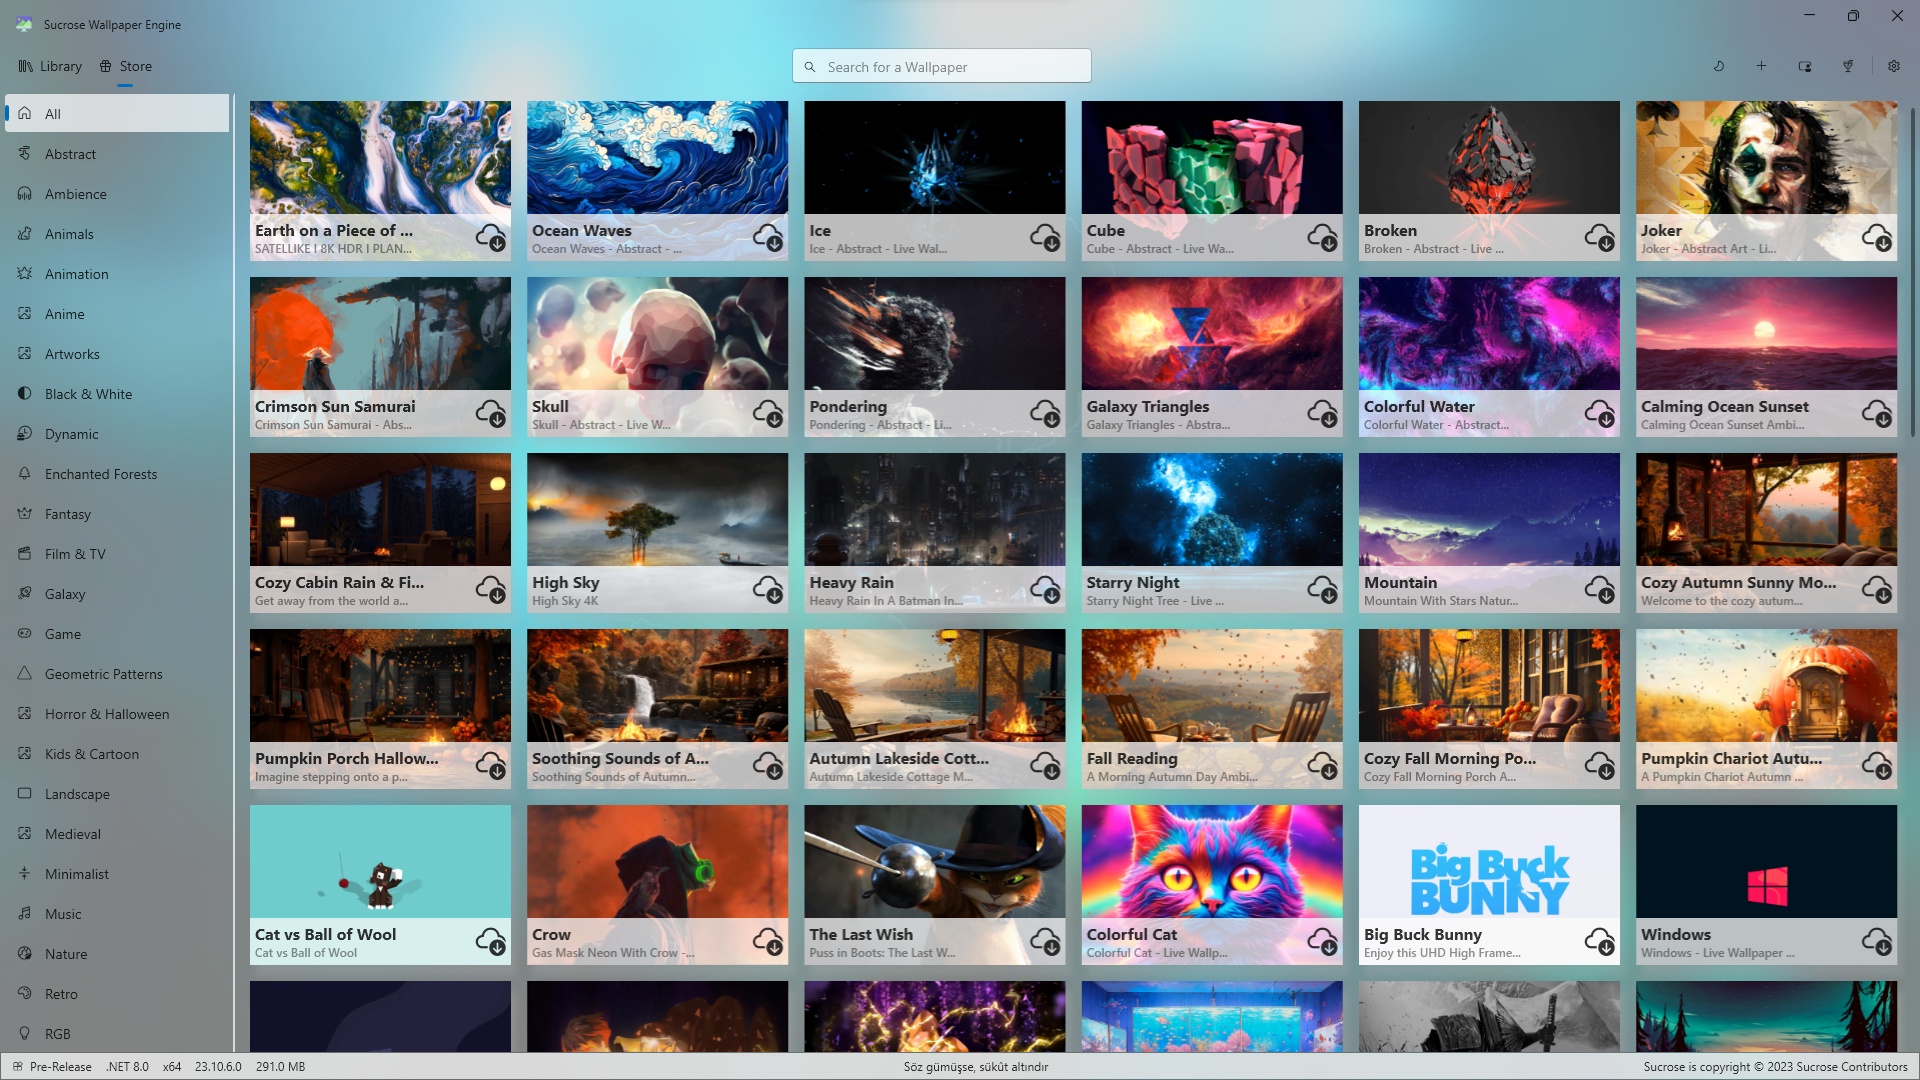 Sucrose Wallpaper Engine
Library
Store
Search for a Wallpaper
All
Abstract
Ambience
Animals
Animation
Anime
Artworks
Black & White
Dynamic
Enchanted Forests
Fantasy
Film & TV
Galaxy
Game
Geometric Patterns
Horror & Halloween
Kids & Cartoon
Landscape
Medieval
Minimalist
Music
Nature
Retro
RGB
Earth on a Piece of ...
SATELLIKE I 8K HDR I PLAN...
Ocean Waves
Ocean Waves - Abstract - ...
Ice
Ice - Abstract - Live Wal...
Cube
Cube - Abstract - Live Wa...
Broken
Broken - Abstract - Live ...
Joker
Joker - Abstract Art - Li...
Crimson Sun Samurai
Crimson Sun Samurai - Abs...
Skull
Skull - Abstract - Live W...
Pondering
Pondering - Abstract - Li...
Galaxy Triangles
Galaxy Triangles - Abstra...
Colorful Water
Colorful Water - Abstract...
Calming Ocean Sunset
Calming Ocean Sunset Ambi...
Cozy Cabin Rain & Fi...
Get away from the world a...
High Sky
High Sky 4K
Heavy Rain
Heavy Rain In A Batman In...
Starry Night
Starry Night Tree - Live ...
Mountain
Mountain With Stars Natur...
Cozy Autumn Sunny Mo...
Welcome to the cozy autum...
Pumpkin Porch Hallow...
Imagine stepping onto a p...
Soothing Sounds of A...
Soothing Sounds of Autumn...
Autumn Lakeside Cott...
Autumn Lakeside Cottage M...
Fall Reading
A Morning Autumn Day Ambi...
Cozy Fall Morning Po...
Cozy Fall Morning Porch A...
Pumpkin Chariot Autu...
A Pumpkin Chariot Autumn ...
Cat vs Ball of Wool
Cat vs Ball of Wool
Crow
Gas Mask Neon With Crow -...
The Last Wish
Puss in Boots: The Last W...
Colorful Cat
Colorful Cat - Live Wallp...
Big Buck
BUNNY
Big Buck Bunny
Enjoy this UHD High Frame...
Windows
Windows - Live Wallpaper ...
Pre-Release .NET 8.0 x64 23.10.6.0 291.0 MB
Söz gümüşse, sükût altındır
Sucrose is copyright © 2023 Sucrose Contributors